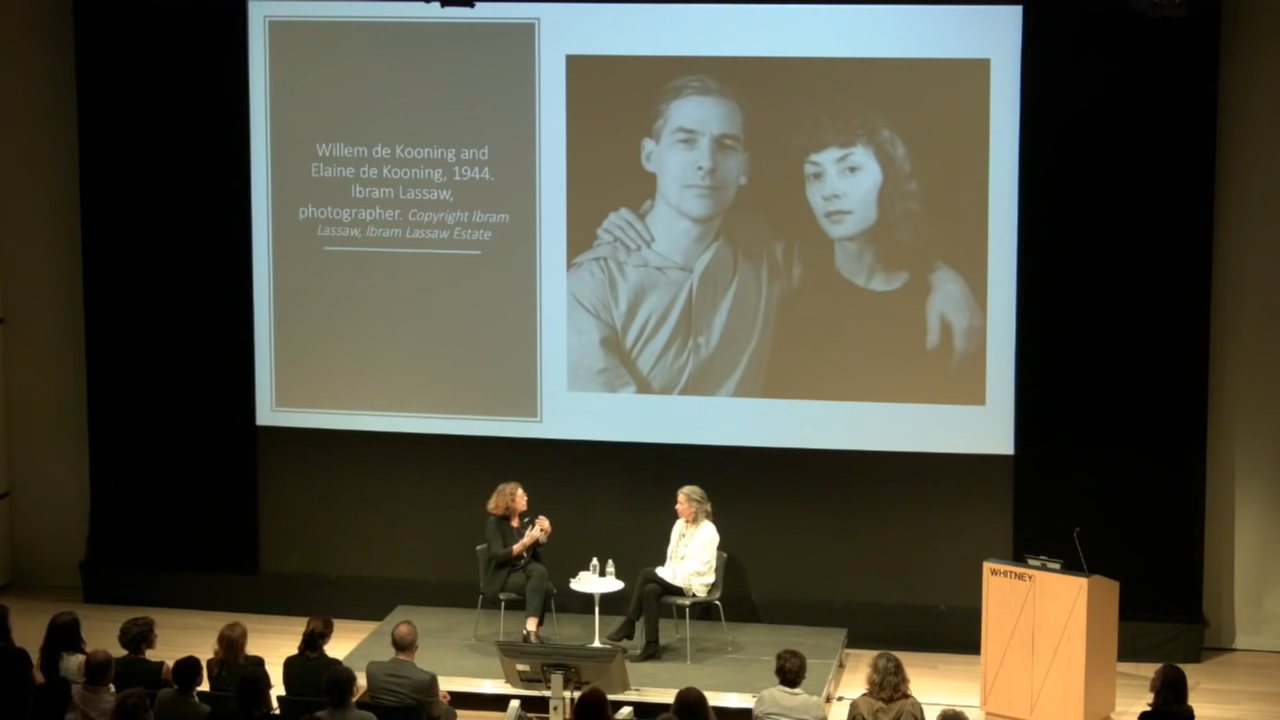 Willem de Kooning and
Elaine de Kooning, 1944.
Ibram Lassaw,
photographer. Copyright Ibram
Lassaw, Ibram Lassaw Estate
WHITNEY